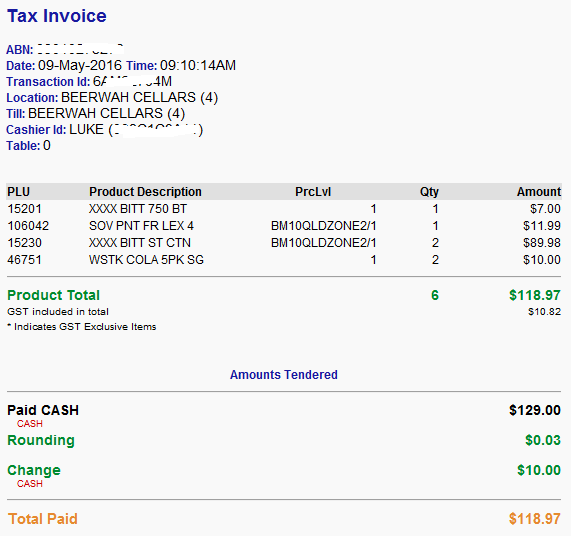 Tax Invoice
ABN:
Date: 09-May-2016 Time: 09:10:14AM
Transaction Id:
Location: BEERWAH CELLARS (4)
Till: BEERWAH CELLARS (4)
Cashier Id: LUKE
Table: 0
PLU Product Description PrcLvl Qty Amount
15201 XXXX BITT 750 BT 1 1 $7.00
106042 SOV PNT FR LEX 4 BM10QLDZONE2/1 1 $11.99
15230 XXXX BITT ST CTN BM10QLDZONE2/1 2 $89.98
46751 WSTK COLA 5PK SG 1 2 $10.00
Product Total 6 $118.97
GST included in total $10.82
* Indicates GST Exclusive Items
Amounts Tendered
Paid CASH $129.00
CASH
Rounding $0.03
Change $10.00
CASH
Total Paid $118.97